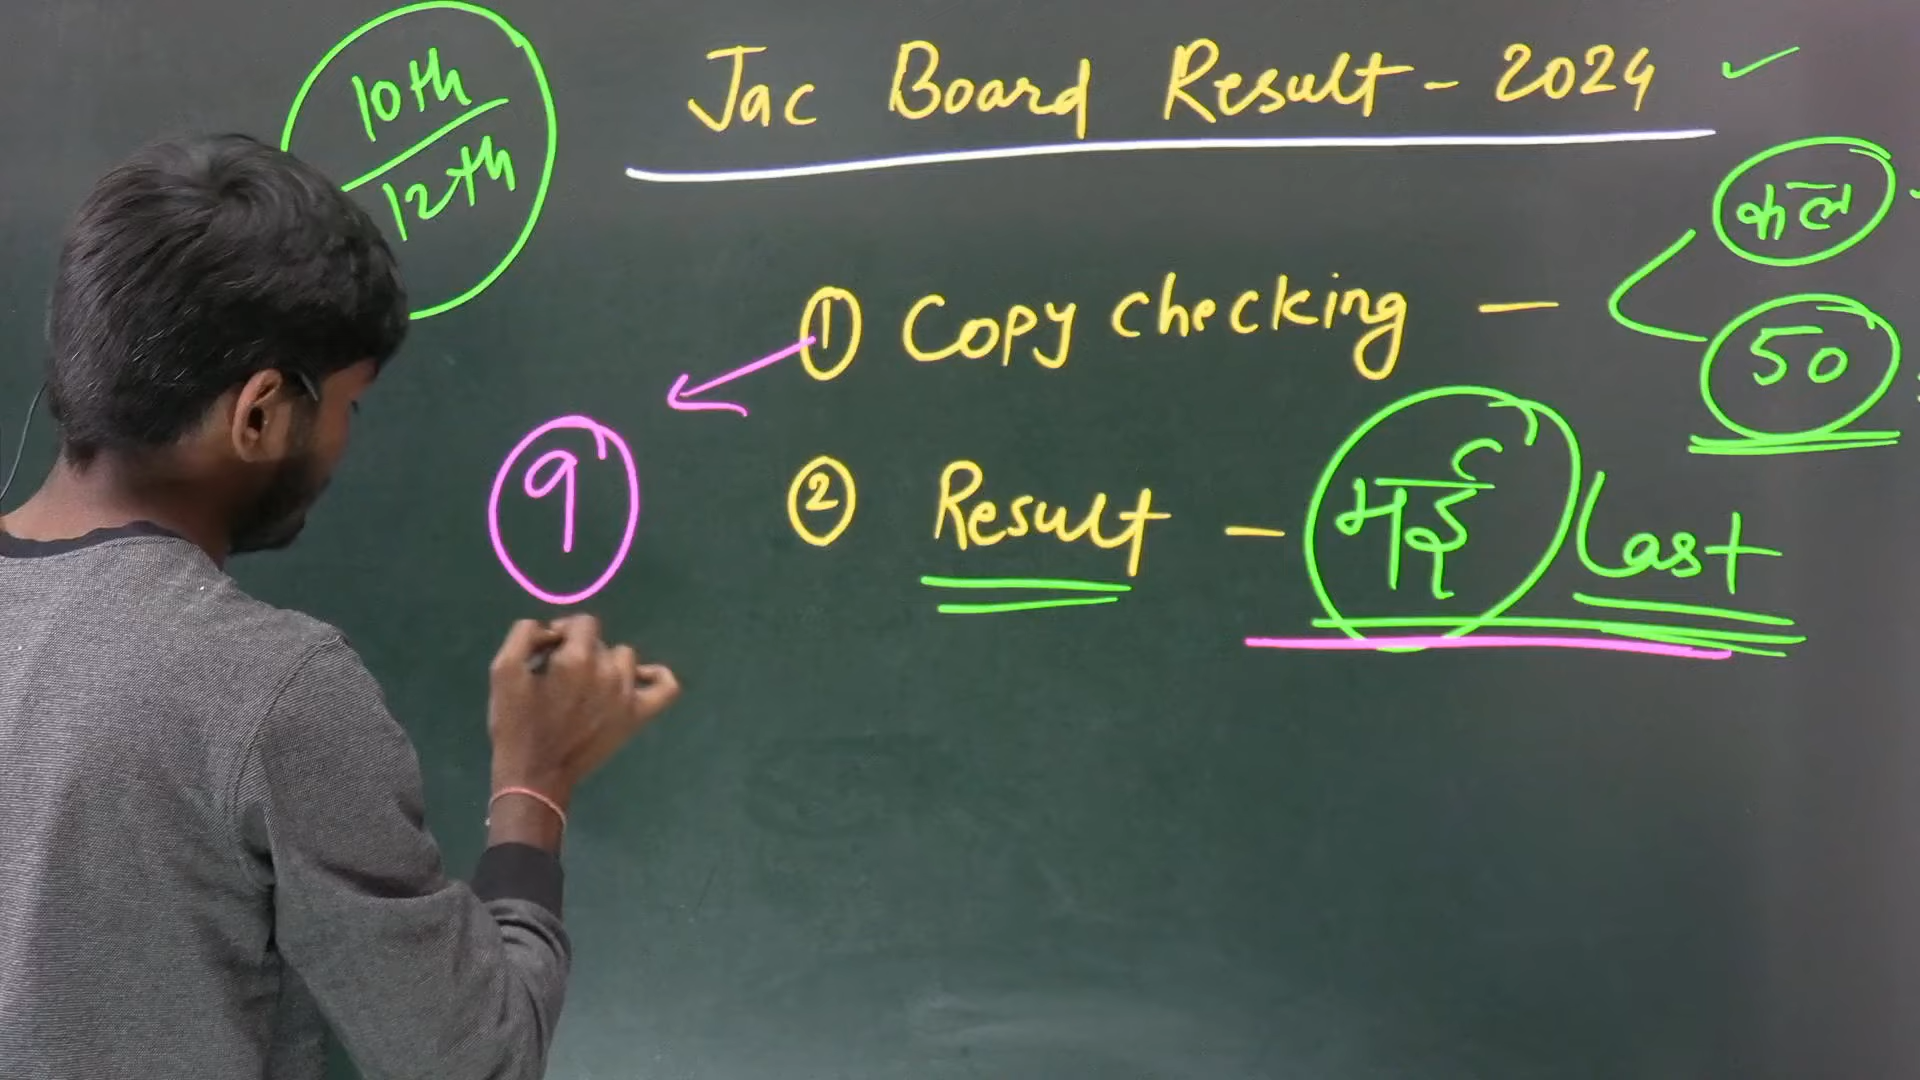 10th
12th
Jac Board Result - 2024 ✓
कल
① Copy checking -
50
9
② Result - मई Last